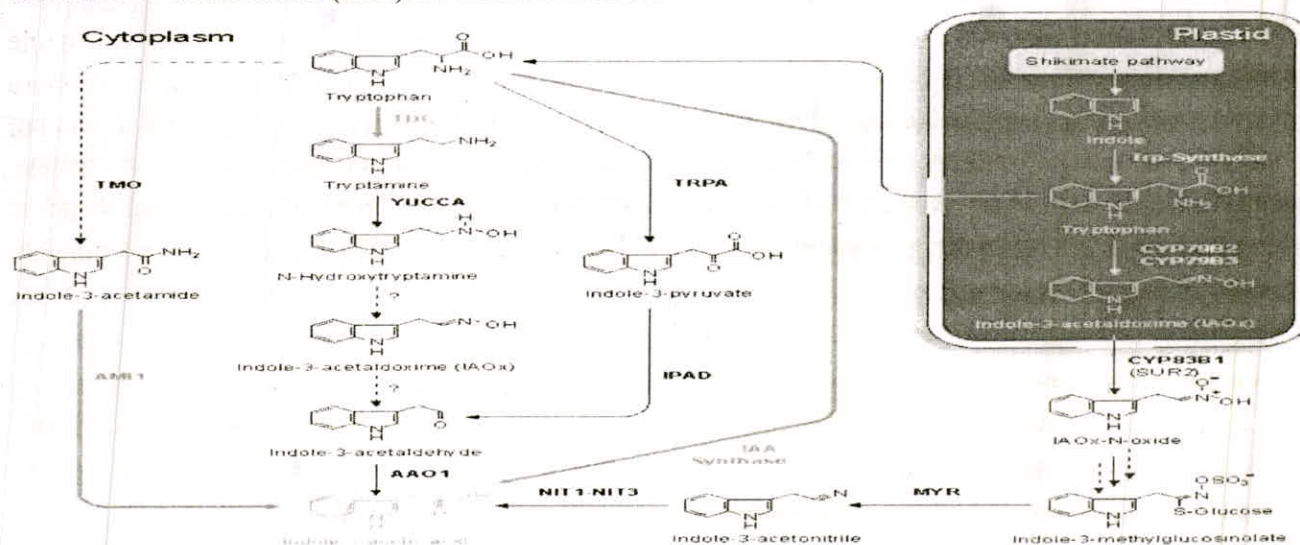 Cytoplasm
Plastid
Shikimate pathway
Indole
Trp-Synthase
Tryptophan
CYP79B2
CYP79B3
Indole-3-acetaldoxime (IAOx)
CYP83B1
(SUR2)
IAOx-N-oxide
Indole-3-methylglucosinolate
MYR
Indole-3-acetonitrile
NIT1-NIT3
Tryptophan
Tryptamine
YUCCA
N-Hydroxytryptamine
?
Indole-3-acetaldoxime (IAOx)
?
Indole-3-acetaldehyde
AAO1
TMO
Indole-3-acetamide
AMI1
TRPA
Indole-3-pyruvate
IPAD
IAA
Synthase